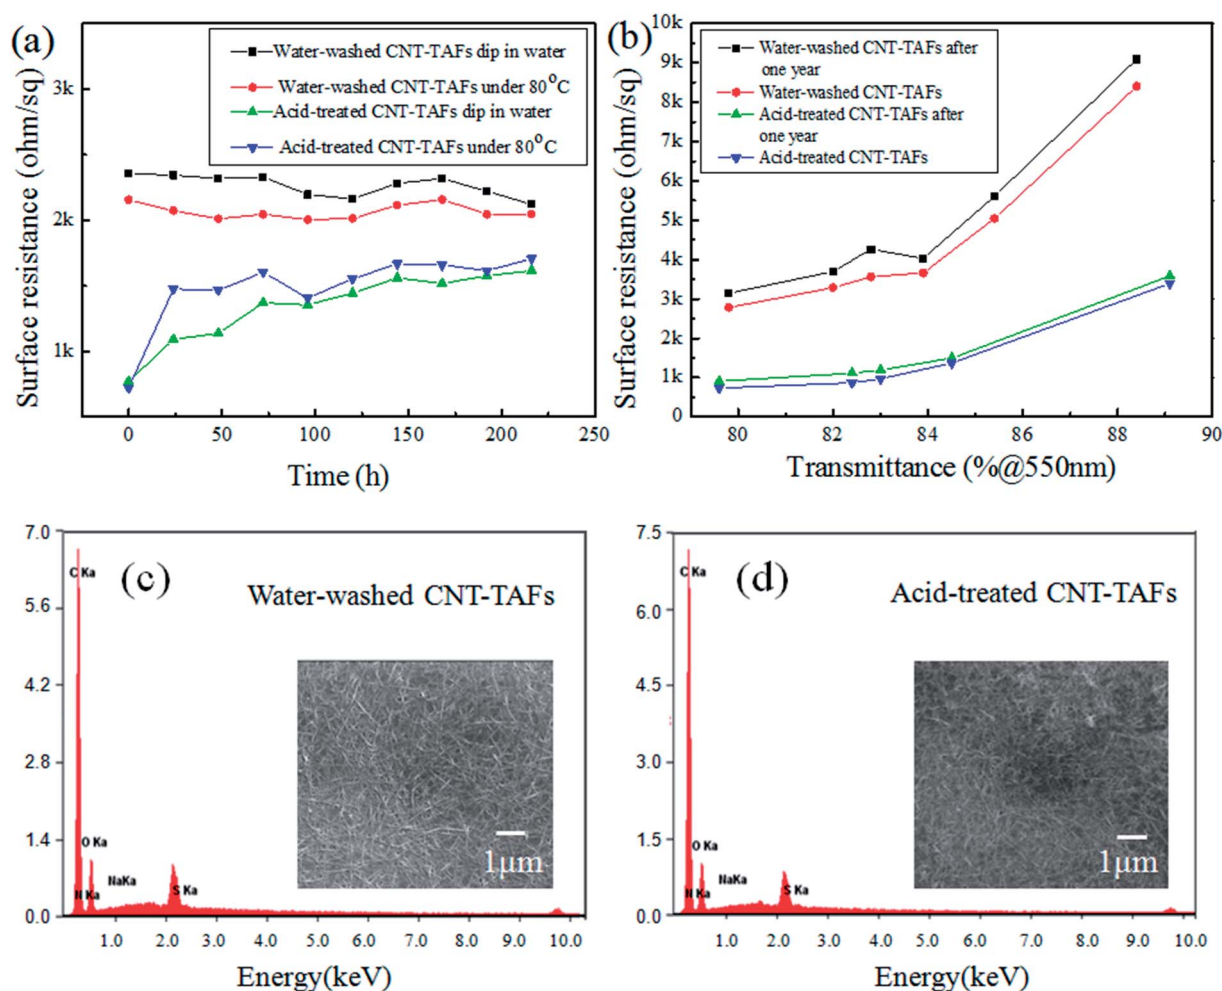 (a)
Water-washed CNT-TAFs dip in water
Water-washed CNT-TAFs under 80°C
Acid-treated CNT-TAFs dip in water
Acid-treated CNT-TAFs under 80°C
Surface resistance (ohm/sq)
3k
2k
1k
0 50 100 150 200 250
Time (h)
(b)
Water-washed CNT-TAFs after
one year
Water-washed CNT-TAFs
Acid-treated CNT-TAFs after
one year
Acid-treated CNT-TAFs
Surface resistance (ohm/sq)
10k
9k
8k
7k
6k
5k
4k
3k
2k
1k
0
80 82 84 86 88 90
Transmittance (%@550nm)
(c)
Water-washed CNT-TAFs
7.0
5.6
4.2
2.8
1.4
0.0
C Ka
O Ka
N Ka
NaKa
S Ka
1μm
1.0 2.0 3.0 4.0 5.0 6.0 7.0 8.0 9.0 10.0
Energy(keV)
(d)
Acid-treated CNT-TAFs
7.5
6.0
4.5
3.0
1.5
0.0
C Ka
O Ka
N Ka
NaKa
S Ka
1μm
1.0 2.0 3.0 4.0 5.0 6.0 7.0 8.0 9.0 10.0
Energy(keV)